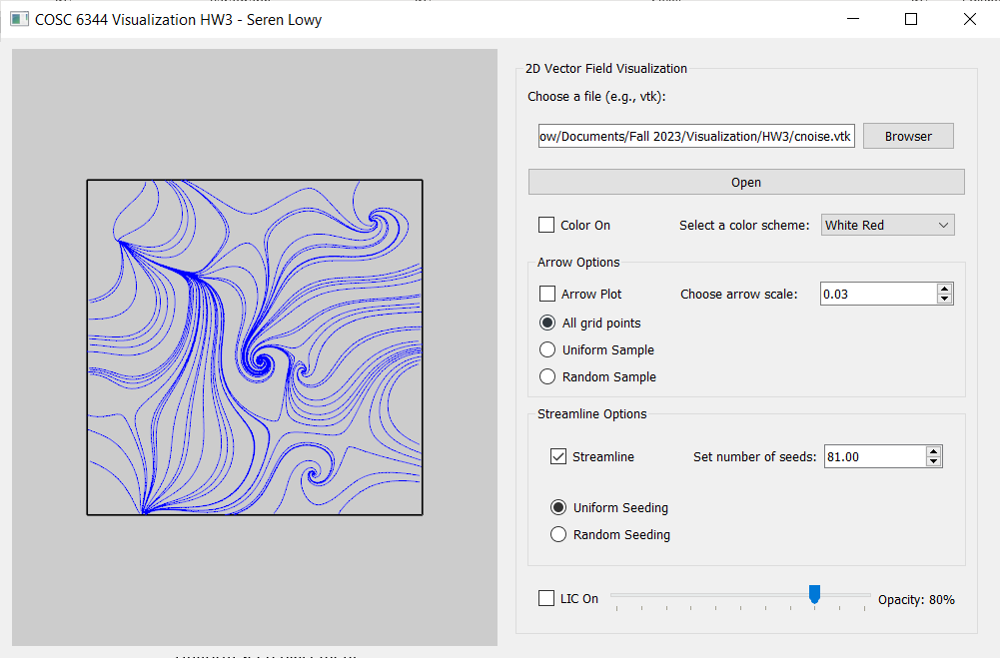 COSC 6344 Visualization HW3 - Seren Lowy
2D Vector Field Visualization
Choose a file (e.g., vtk):
ow/Documents/Fall 2023/Visualization/HW3/cnoise.vtk
Browser
Open
Color On
Select a color scheme:
White Red
Arrow Options
Arrow Plot
Choose arrow scale:
0.03
All grid points
Uniform Sample
Random Sample
Streamline Options
Streamline
Set number of seeds:
81.00
Uniform Seeding
Random Seeding
LIC On
Opacity: 80%